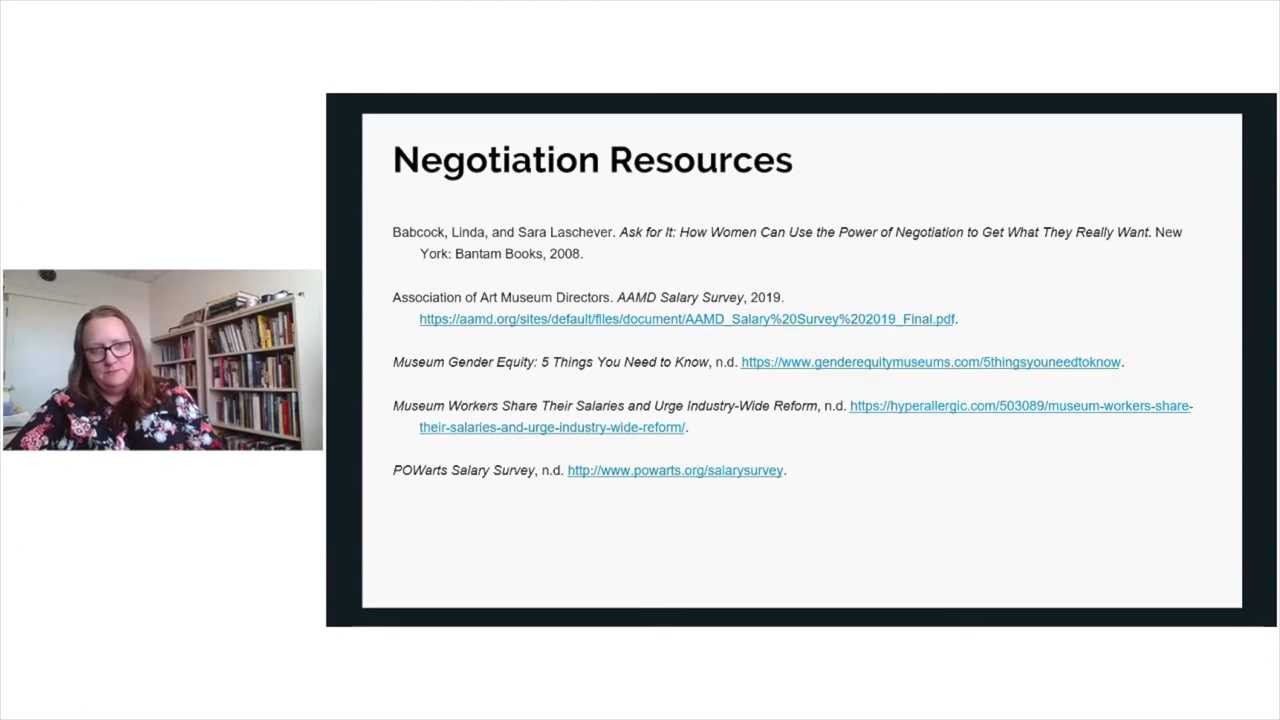 Negotiation Resources
Babcock, Linda, and Sara Laschever. Ask for It: How Women Can Use the Power of Negotiation to Get What They Really Want. New
York: Bantam Books, 2008.
Association of Art Museum Directors. AAMD Salary Survey, 2019.
https://aamd.org/sites/default/files/document/AAMD_Salary%20Survey%202019_Final.pdf.
Museum Gender Equity: 5 Things You Need to Know, n.d. https://www.genderequitymuseums.com/5thingsyouneedtoknow.
Museum Workers Share Their Salaries and Urge Industry-Wide Reform, n.d. https://hyperallergic.com/503089/museum-workers-share-
their-salaries-and-urge-industry-wide-reform/.
POWarts Salary Survey, n.d. http://www.powarts.org/salarysurvey.